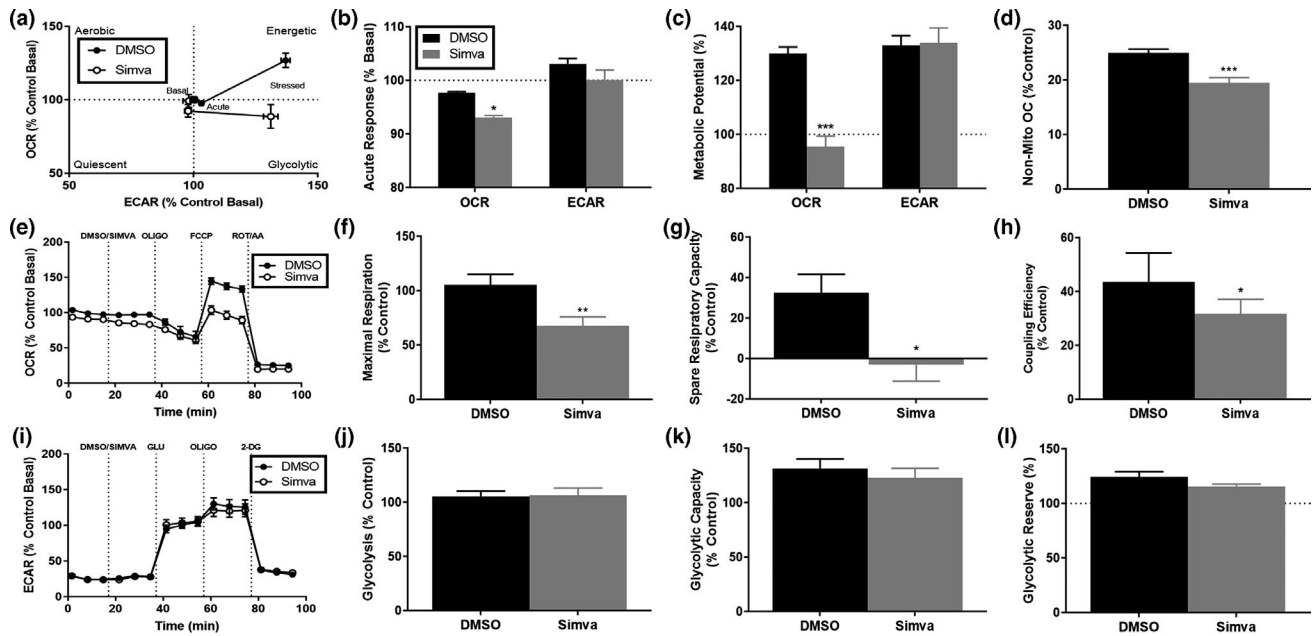 (a)
OCR (% Control Basal)
150
100
50
Aerobic
Energetic
DMSO
Simva
Basal
Acute
Stressed
Quiescent
Glycolytic
50
100
150
ECAR (% Control Basal)
(b)
Acute Response (% Basal)
110
100
90
80
DMSO
Simva
*
OCR
ECAR
(c)
Metabolic Potential (%)
140
120
100
80
DMSO
Simva
***
OCR
ECAR
(d)
Non-Mito OC (% Control)
30
20
10
0
***
DMSO
Simva
(e)
OCR (% Control Basal)
DMSO/SIMVA
OLIGO
FCCP
ROT/AA
200
150
100
50
0
DMSO
Simva
0
20
40
60
80
100
Time (min)
(f)
Maximal Respiration
(% Control)
150
100
50
0
**
DMSO
Simva
(g)
Spare Resipratory Capacity
(% Control)
60
40
20
0
-20
*
DMSO
Simva
(h)
Coupling Efficiency
(% Control)
60
40
20
0
*
DMSO
Simva
(i)
ECAR (% Control Basal)
DMSO/SIMVA
GLU
OLIGO
2-DG
200
150
100
50
0
DMSO
Simva
0
20
40
60
80
100
Time (min)
(j)
Glycolysis (% Control)
150
100
50
0
DMSO
Simva
(k)
Glycolytic Capacity
(% Control)
150
100
50
0
DMSO
Simva
(l)
Glycolytic Reserve (%)
150
100
50
0
DMSO
Simva